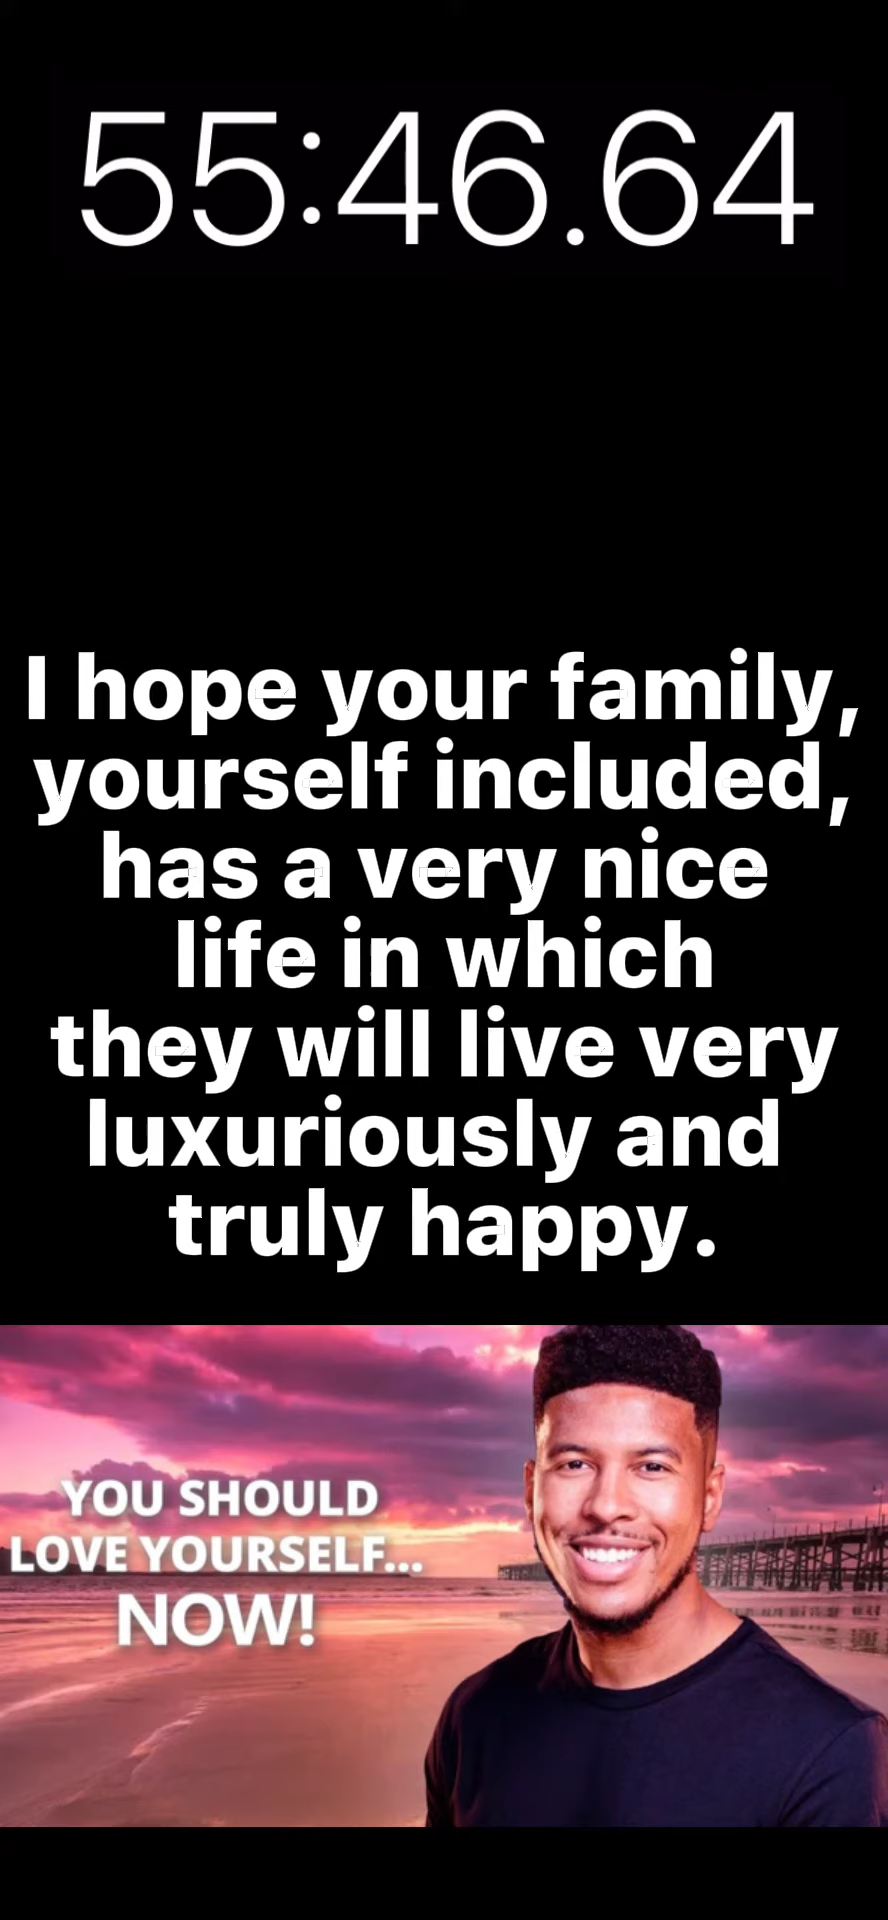 55:46.64
I hope your family,
yourself included,
has a very nice
life in which
they will live very
luxuriously and
truly happy.
YOU SHOULD
LOVE YOURSELF...
NOW!